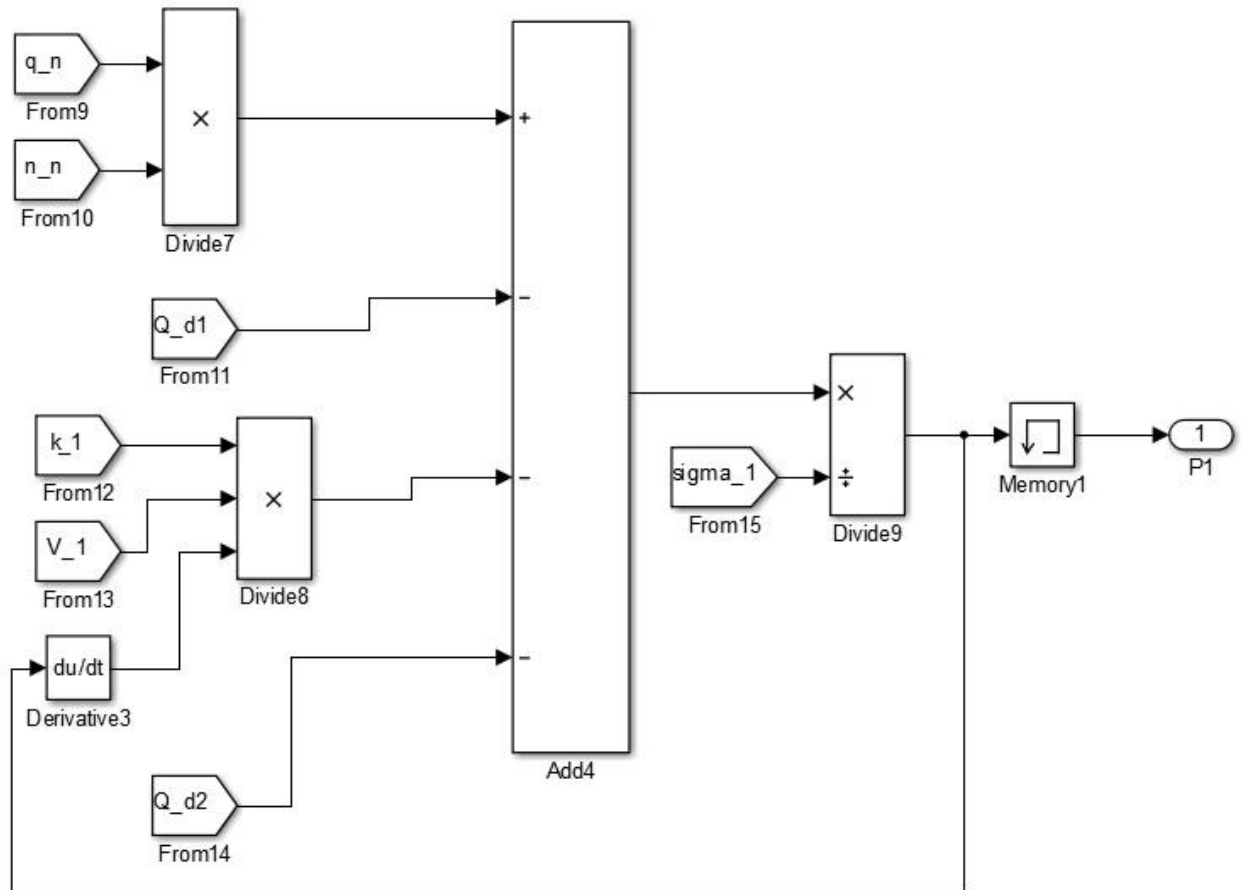 q_n
From9
×
n_n
From10
Divide7
+
Q_d1
From11
−
k_1
From12
V_1
From13
×
Divide8
−
du/dt
Derivative3
Q_d2
From14
−
Add4
sigma_1
From15
×
÷
Divide9
Memory1
1
P1